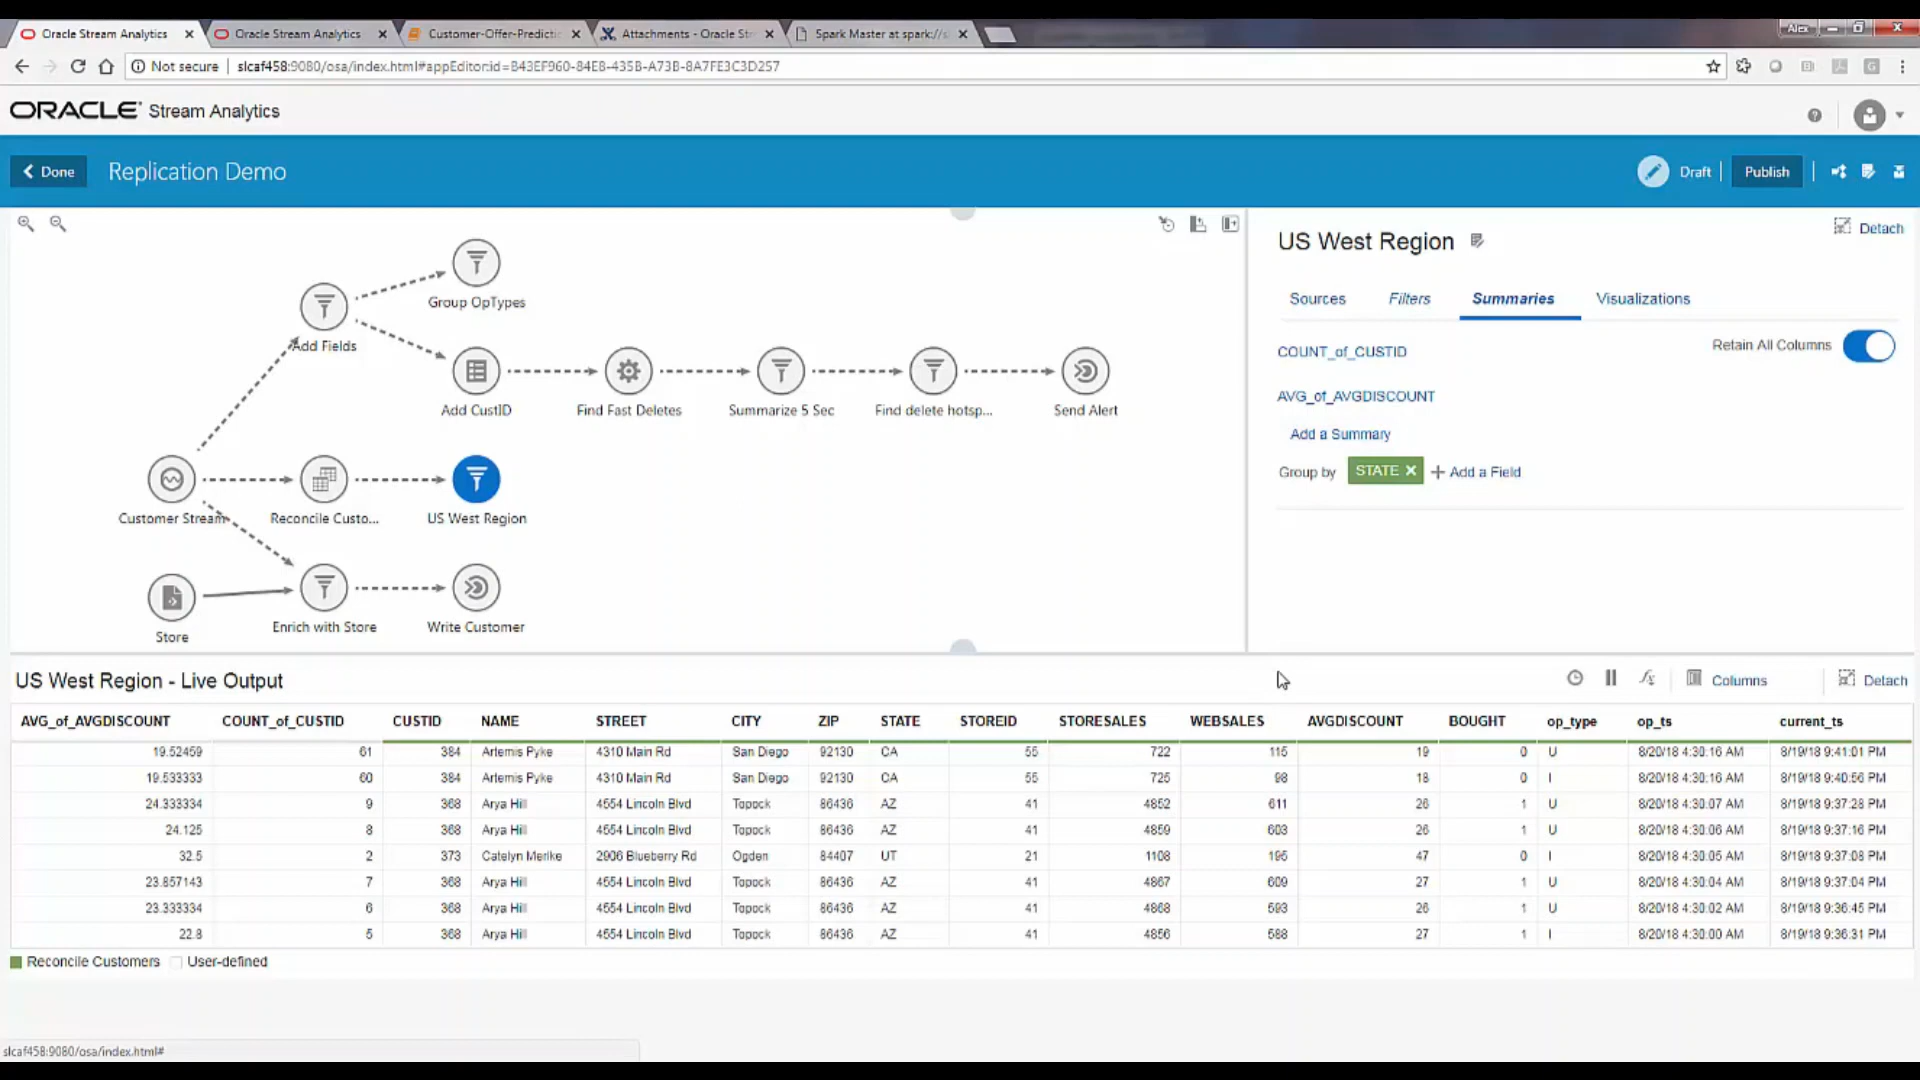 Oracle Stream Analytics
Oracle Stream Analytics
Customer-Offer-Predicti
Attachments - Oracle Str
Spark Master at spark://s
Alex
Not secure
slcaf458:9080/osa/index.html#appEditor:id=B43EF960-84EB-435B-A73B-8A7FE3C3D257
ORACLE Stream Analytics
Done
Replication Demo
Draft
Publish
Group OpTypes
Add Fields
Add CustID
Find Fast Deletes
Summarize 5 Sec
Find delete hotsp...
Send Alert
Customer Stream
Reconcile Custo...
US West Region
Store
Enrich with Store
Write Customer
US West Region
Detach
Sources Filters Summaries Visualizations
COUNT_of_CUSTID
Retain All Columns
AVG_of_AVGDISCOUNT
Add a Summary
Group by STATE Add a Field
US West Region - Live Output
Columns
Detach
AVG_of_AVGDISCOUNT COUNT_of_CUSTID CUSTID NAME STREET CITY ZIP STATE STOREID STORESALES WEBSALES AVGDISCOUNT BOUGHT op_type op_ts current_ts
19.52459 61 384 Artemis Pyke 4310 Main Rd San Diego 92130 CA 55 722 115 19 0 U 8/20/18 4:30:16 AM 8/19/18 9:41:01 PM
19.533333 60 384 Artemis Pyke 4310 Main Rd San Diego 92130 CA 55 725 98 18 0 I 8/20/18 4:30:16 AM 8/19/18 9:40:56 PM
24.333334 9 368 Arya Hill 4554 Lincoln Blvd Topock 86436 AZ 41 4852 611 26 1 U 8/20/18 4:30:07 AM 8/19/18 9:37:28 PM
24.125 8 368 Arya Hill 4554 Lincoln Blvd Topock 86436 AZ 41 4859 603 26 1 U 8/20/18 4:30:06 AM 8/19/18 9:37:16 PM
32.5 2 373 Catelyn Merlke 2906 Blueberry Rd Ogden 84407 UT 21 1108 195 47 0 I 8/20/18 4:30:05 AM 8/19/18 9:37:08 PM
23.857143 7 368 Arya Hill 4554 Lincoln Blvd Topock 86436 AZ 41 4867 609 27 1 U 8/20/18 4:30:04 AM 8/19/18 9:37:04 PM
23.333334 6 368 Arya Hill 4554 Lincoln Blvd Topock 86436 AZ 41 4868 593 26 1 U 8/20/18 4:30:02 AM 8/19/18 9:36:45 PM
22.8 5 368 Arya Hill 4554 Lincoln Blvd Topock 86436 AZ 41 4856 588 27 1 I 8/20/18 4:30:00 AM 8/19/18 9:36:31 PM
Reconcile Customers User-defined
slcaf458:9080/osa/index.html#